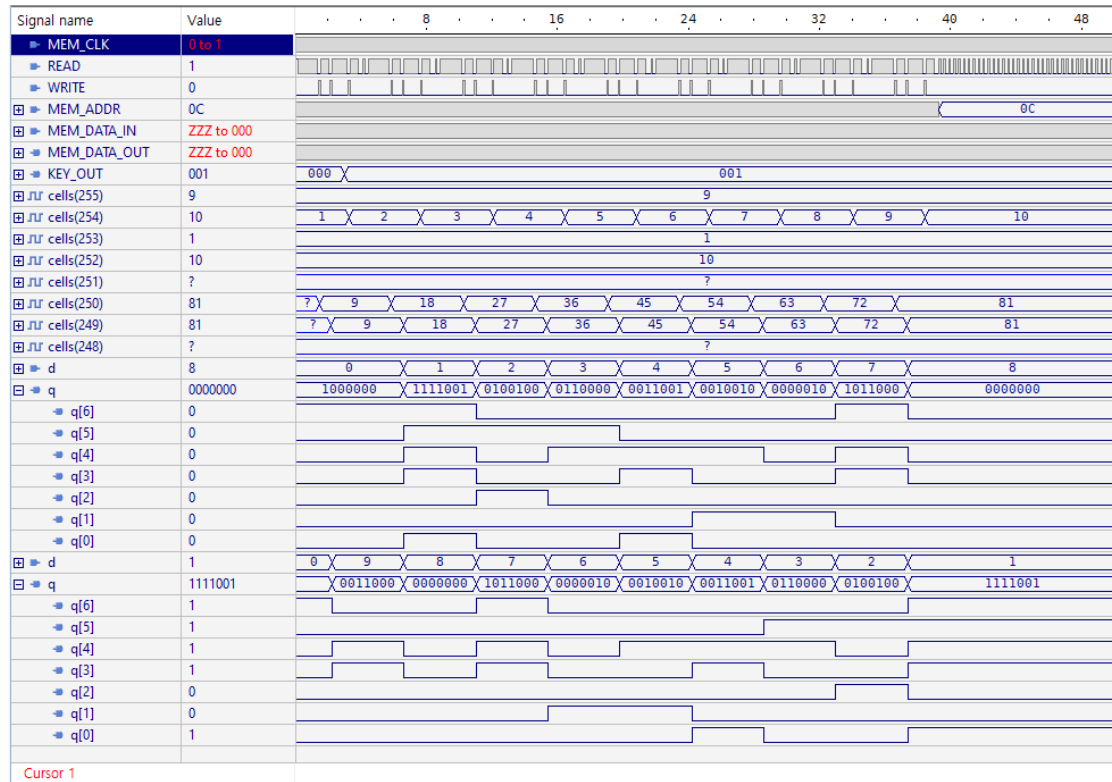 Signal name Value 8 16 24 32 40 48
MEM_CLK 0 to 1
READ 1
WRITE 0
MEM_ADDR 0C 0C
MEM_DATA_IN ZZZ to 000
MEM_DATA_OUT ZZZ to 000
KEY_OUT 001 000 001
cells(255) 9 9
cells(254) 10 1 2 3 4 5 6 7 8 9 10
cells(253) 1 1
cells(252) 10 10
cells(251) ? ?
cells(250) 81 ? 9 18 27 36 45 54 63 72 81
cells(249) 81 ? 9 18 27 36 45 54 63 72 81
cells(248) ? ?
d 8 0 1 2 3 4 5 6 7 8
q 0000000 1000000 1111001 0100100 0110000 0011001 0010010 0000010 1011000 0000000
q[6] 0
q[5] 0
q[4] 0
q[3] 0
q[2] 0
q[1] 0
q[0] 0
d 1 0 9 8 7 6 5 4 3 2 1
q 1111001 0011000 0000000 1011000 0000010 0010010 0011001 0110000 0100100 1111001
q[6] 1
q[5] 1
q[4] 1
q[3] 1
q[2] 0
q[1] 0
q[0] 1
Cursor 1